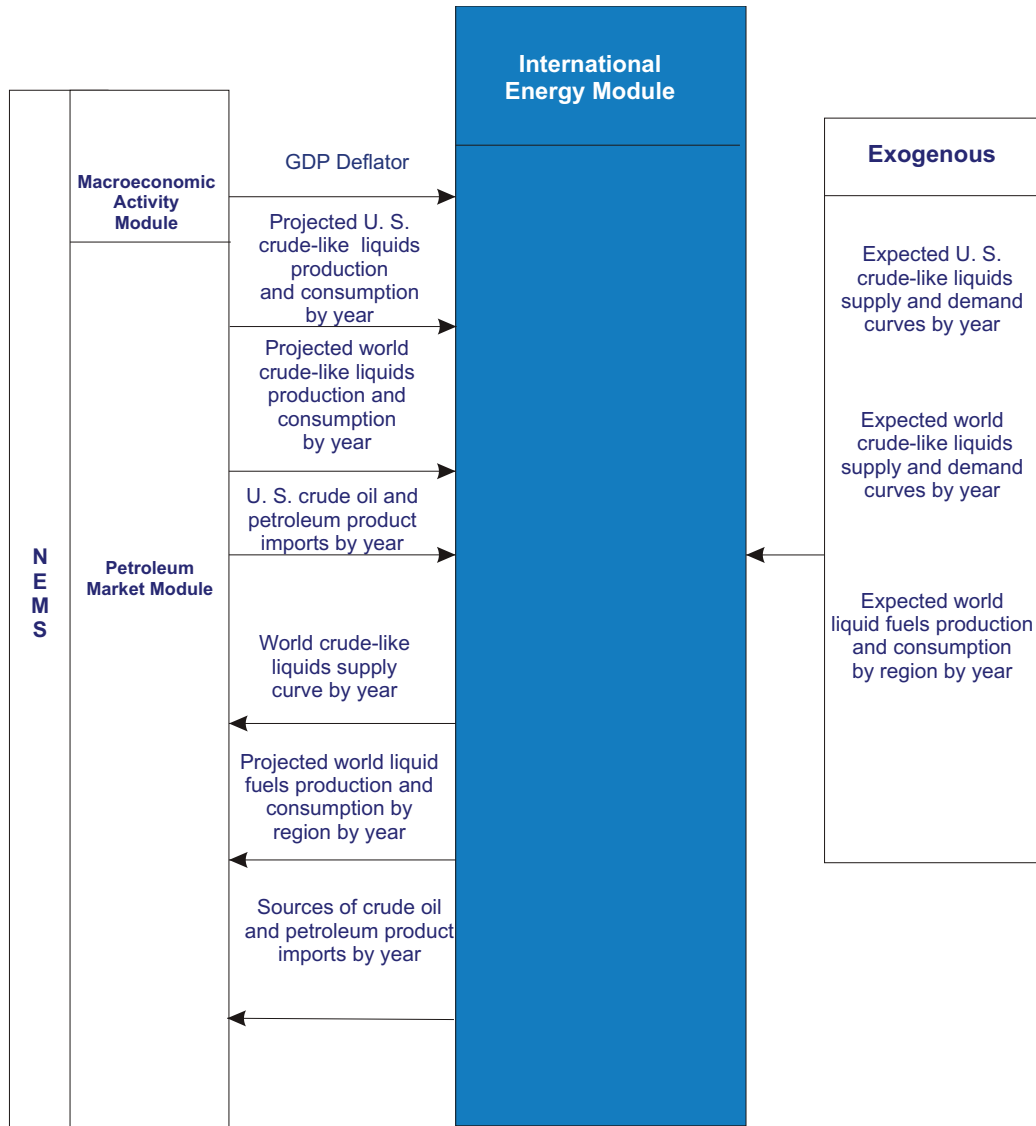 International
Energy Module
Exogenous
Macroeconomic
Activity
Module
GDP Deflator
Projected U. S.
crude-like liquids
production
and consumption
by year
Projected world
crude-like liquids
production and
consumption
by year
U. S. crude oil and
petroleum product
imports by year
N
E
M
S
Petroleum
Market Module
World crude-like
liquids supply
curve by year
Projected world liquid
fuels production and
consumption by
region by year
Sources of crude oil
and petroleum product
imports by year
Expected U. S.
crude-like liquids
supply and demand
curves by year
Expected world
crude-like liquids
supply and demand
curves by year
Expected world
liquid fuels production
and consumption
by region by year